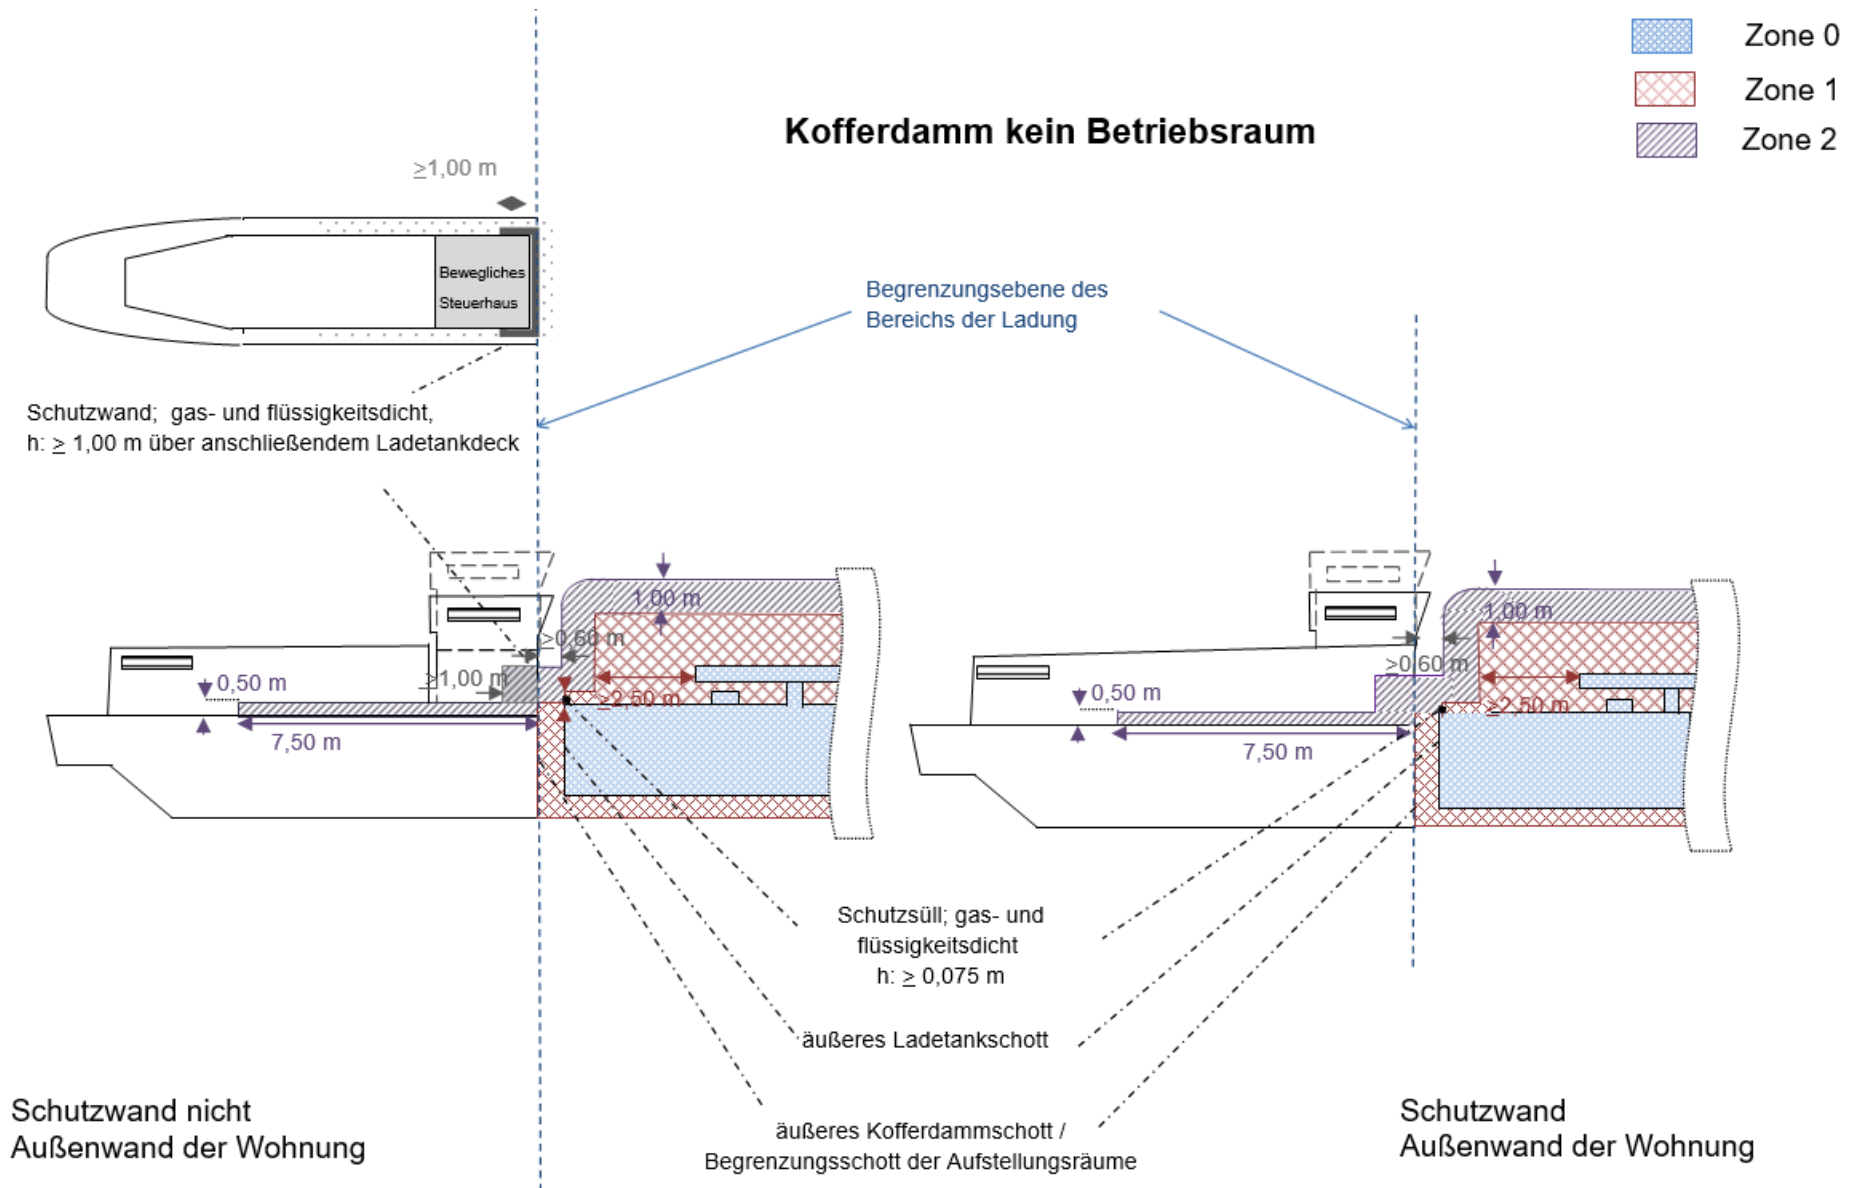 Zone 0
Zone 1
Zone 2
Kofferdamm kein Betriebsraum
≥1,00 m
Bewegliches
Steuerhaus
Begrenzungsebene des
Bereichs der Ladung
Schutzwand; gas- und flüssigkeitsdicht,
h: ≥ 1,00 m über anschließendem Ladetankdeck
1,00 m
≥0,60 m
≥1,00 m
0,50 m
≥2,50 m
7,50 m
1,00 m
≥0,60 m
0,50 m
≥2,50 m
7,50 m
Schutzsüll; gas- und
flüssigkeitsdicht
h: ≥ 0,075 m
äußeres Ladetankschott
äußeres Kofferdammschott /
Begrenzungsschott der Aufstellungsräume
Schutzwand nicht
Außenwand der Wohnung
Schutzwand
Außenwand der Wohnung